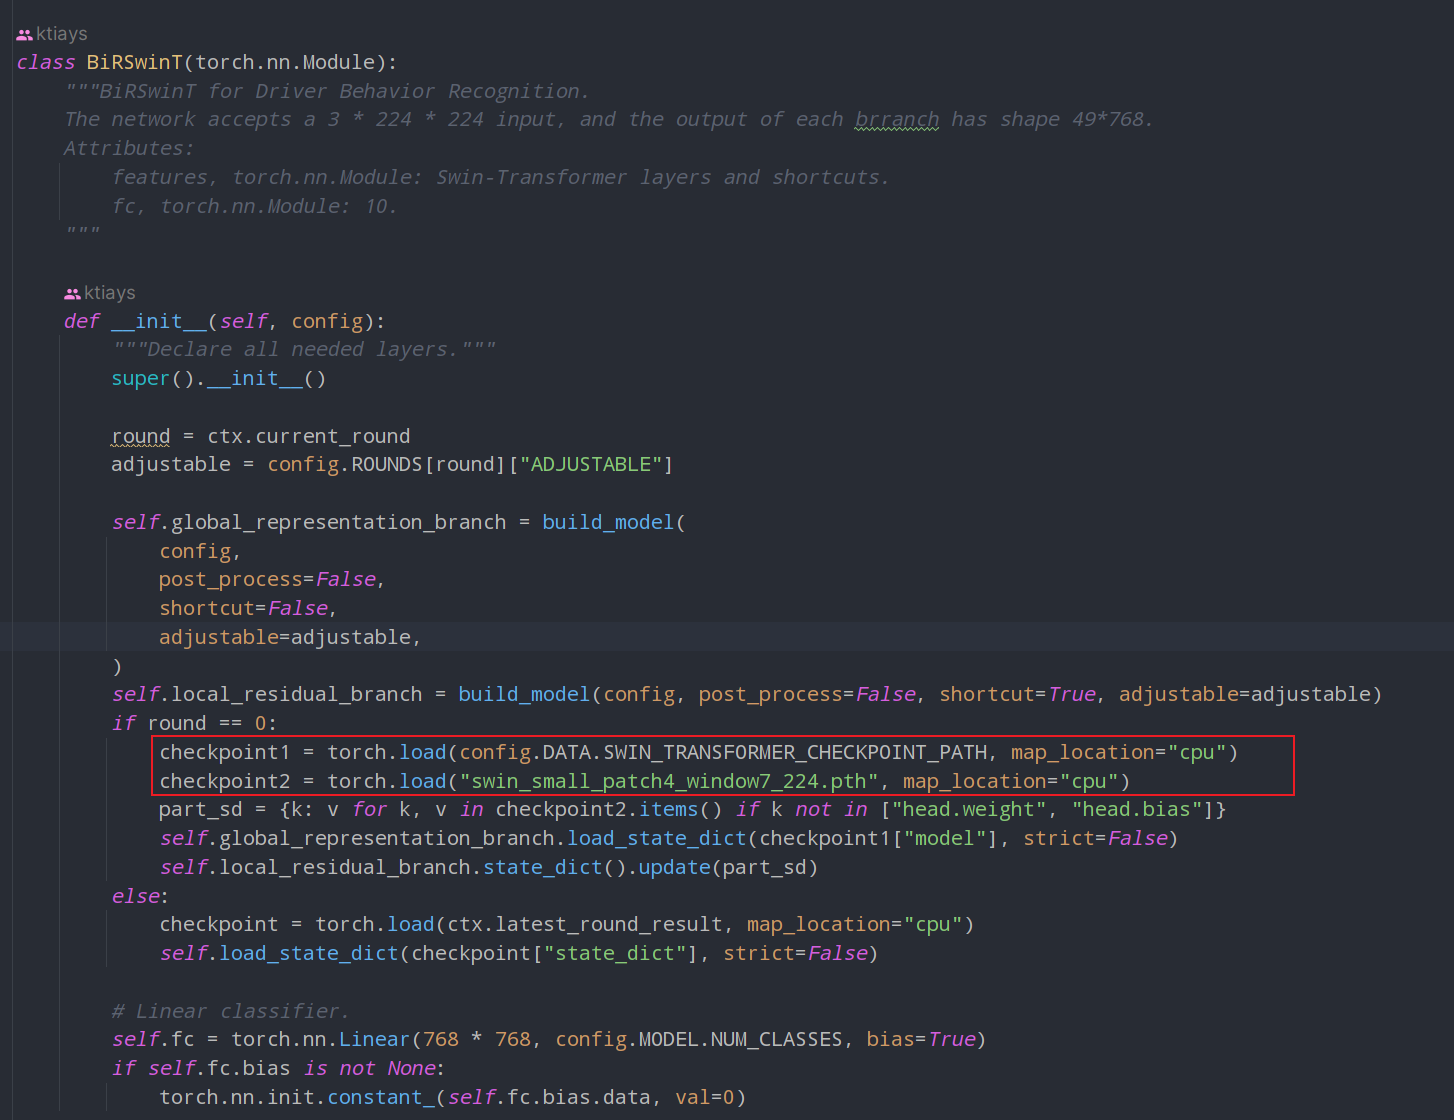 ktiays
class BiRSwinT(torch.nn.Module):
"""BiRSwinT for Driver Behavior Recognition.
The network accepts a 3 * 224 * 224 input, and the output of each brranch has shape 49*768.
Attributes:
features, torch.nn.Module: Swin-Transformer layers and shortcuts.
fc, torch.nn.Module: 10.
"""
ktiays
def __init__(self, config):
"""Declare all needed layers."""
super().__init__()
round = ctx.current_round
adjustable = config.ROUNDS[round]["ADJUSTABLE"]
self.global_representation_branch = build_model(
config,
post_process=False,
shortcut=False,
adjustable=adjustable,
)
self.local_residual_branch = build_model(config, post_process=False, shortcut=True, adjustable=adjustable)
if round == 0:
checkpoint1 = torch.load(config.DATA.SWIN_TRANSFORMER_CHECKPOINT_PATH, map_location="cpu")
checkpoint2 = torch.load("swin_small_patch4_window7_224.pth", map_location="cpu")
part_sd = {k: v for k, v in checkpoint2.items() if k not in ["head.weight", "head.bias"]}
self.global_representation_branch.load_state_dict(checkpoint1["model"], strict=False)
self.local_residual_branch.state_dict().update(part_sd)
else:
checkpoint = torch.load(ctx.latest_round_result, map_location="cpu")
self.load_state_dict(checkpoint["state_dict"], strict=False)
# Linear classifier.
self.fc = torch.nn.Linear(768 * 768, config.MODEL.NUM_CLASSES, bias=True)
if self.fc.bias is not None:
torch.nn.init.constant_(self.fc.bias.data, val=0)